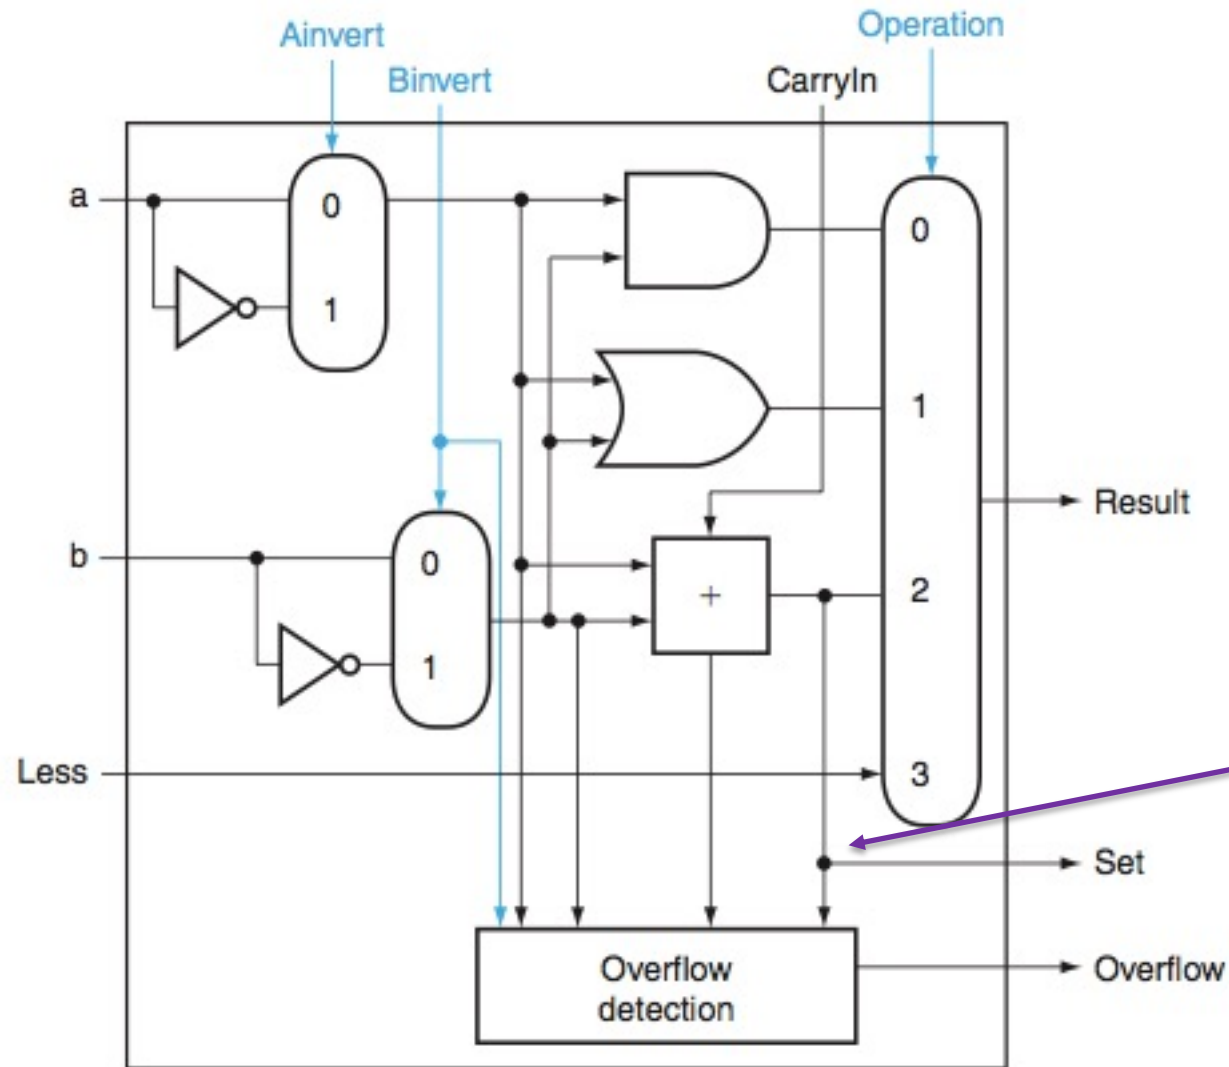 Operation
Ainvert
Binvert
CarryIn
a
0
0
1
1
Result
b
0
+
2
1
Less
3
Set
Overflow
detection
Overflow